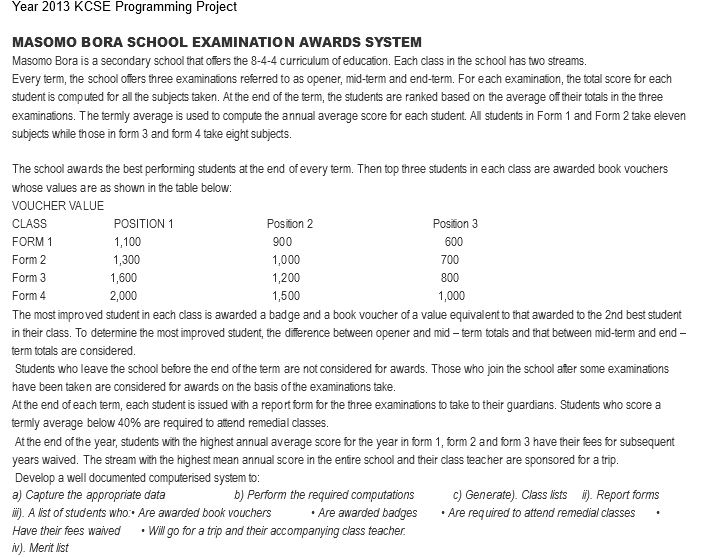 Year 2013 KCSE Programming Project
MASOMO BORA SCHOOL EXAMINATION AWARDS SYSTEM
Masomo Bora is a secondary school that offers the 8-4-4 curriculum of education. Each class in the school has two streams.
Every term, the school offers three examinations referred to as opener, mid-term and end-term. For each examination, the total score for each
student is computed for all the subjects taken. At the end of the term, the students are ranked based on the average off their totals in the three
examinations. The termly average is used to compute the annual average score for each student. All students in Form 1 and Form 2 take eleven
subjects while those in form 3 and form 4 take eight subjects.
The school awards the best performing students at the end of every term. Then top three students in each class are awarded book vouchers
whose values are as shown in the table below:
VOUCHER VALUE
CLASS POSITION 1 Position 2 Position 3
FORM 1 1,100 900 600
Form 2 1,300 1,000 700
Form 3 1,600 1,200 800
Form 4 2,000 1,500 1,000
The most improved student in each class is awarded a badge and a book voucher of a value equivalent to that awarded to the 2nd best student
in their class. To determine the most improved student, the difference between opener and mid – term totals and that between mid-term and end –
term totals are considered.
Students who leave the school before the end of the term are not considered for awards. Those who join the school after some examinations
have been taken are considered for awards on the basis of the examinations take.
At the end of each term, each student is issued with a report form for the three examinations to take to their guardians. Students who score a
termly average below 40% are required to attend remedial classes.
At the end of the year, students with the highest annual average score for the year in form 1, form 2 and form 3 have their fees for subsequent
years waived. The stream with the highest mean annual score in the entire school and their class teacher are sponsored for a trip.
Develop a well documented computerised system to:
a) Capture the appropriate data b) Perform the required computations c) Generate). Class lists ii). Report forms
iii). A list of students who:• Are awarded book vouchers • Are awarded badges • Are required to attend remedial classes •
Have their fees waived • Will go for a trip and their accompanying class teacher.
iv). Merit list